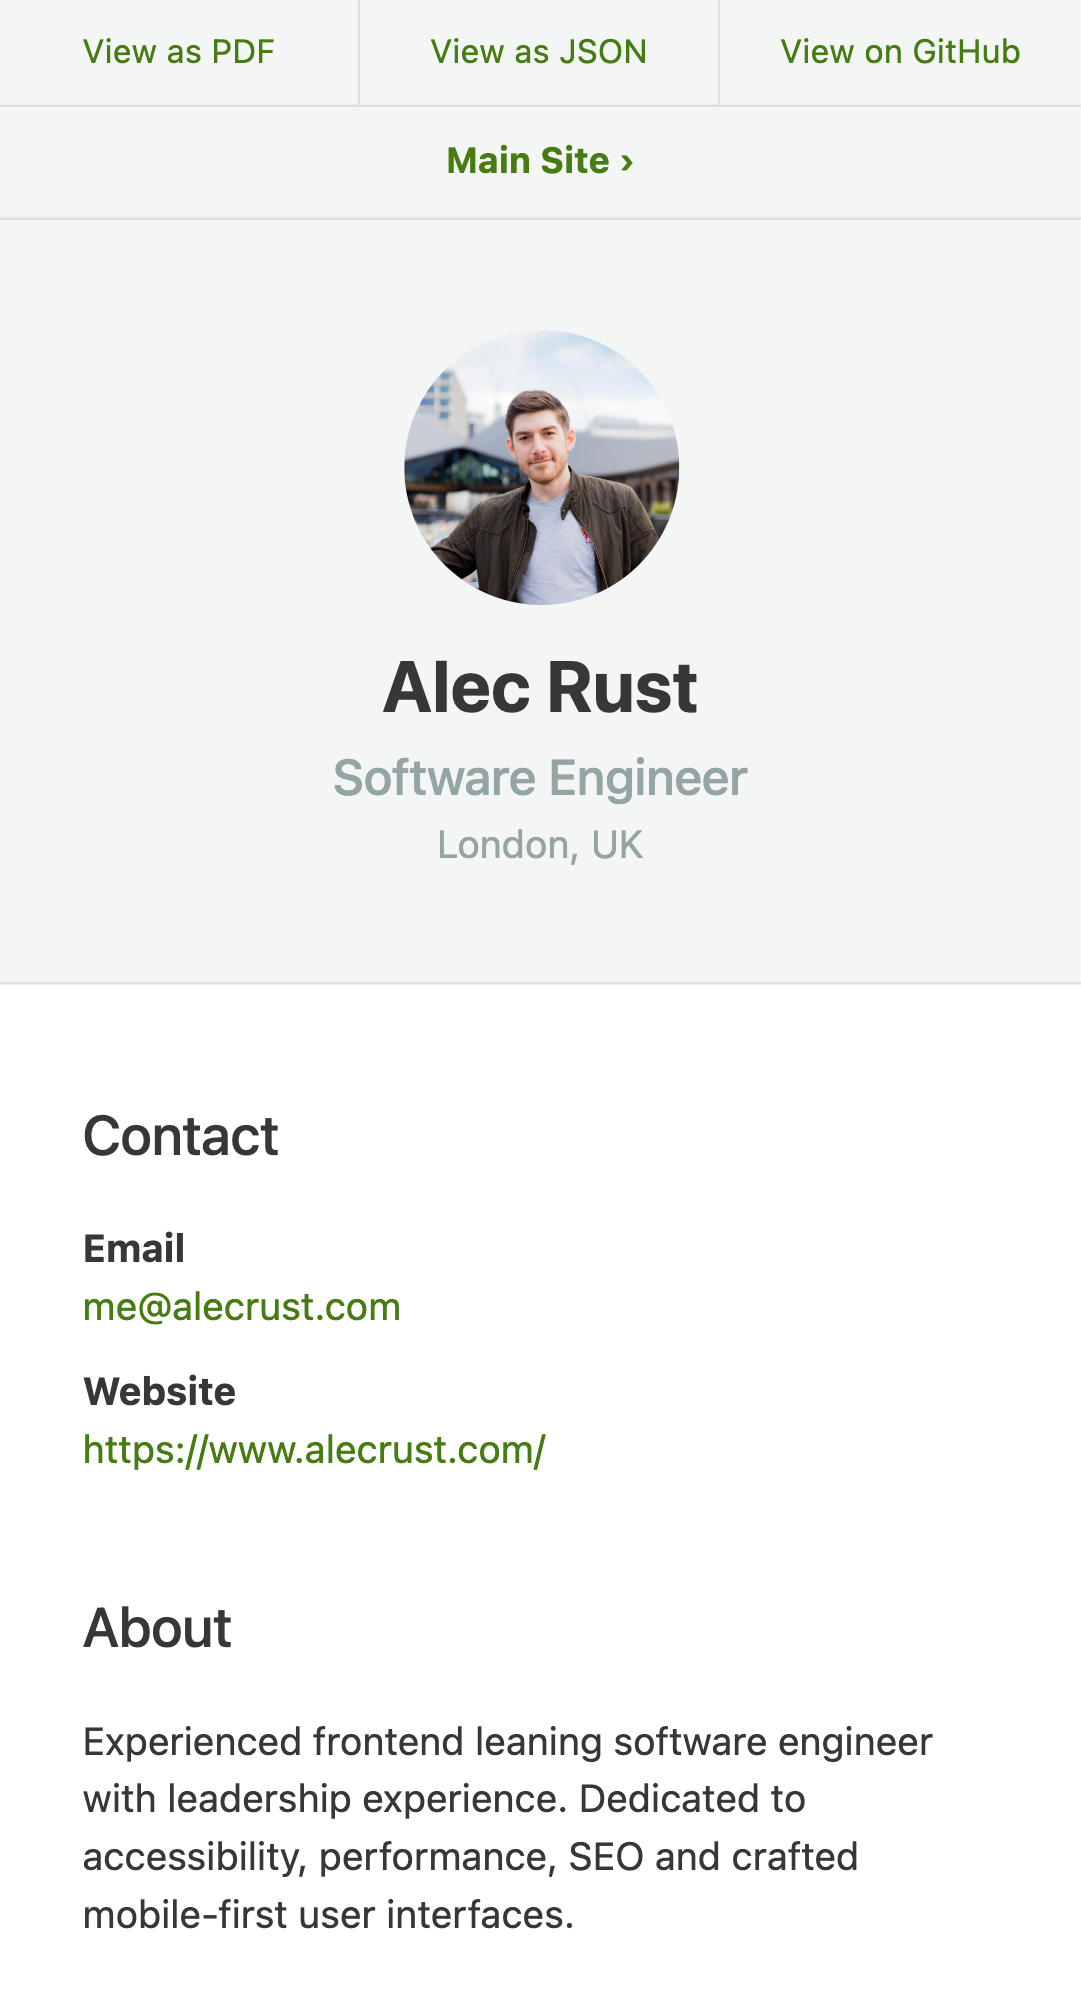 View as PDF
View as JSON
View on GitHub
Main Site ›
Alec Rust
Software Engineer
London, UK
Contact
Email
me@alecrust.com
Website
https://www.alecrust.com/
About
Experienced frontend leaning software engineer
with leadership experience. Dedicated to
accessibility, performance, SEO and crafted
mobile-first user interfaces.